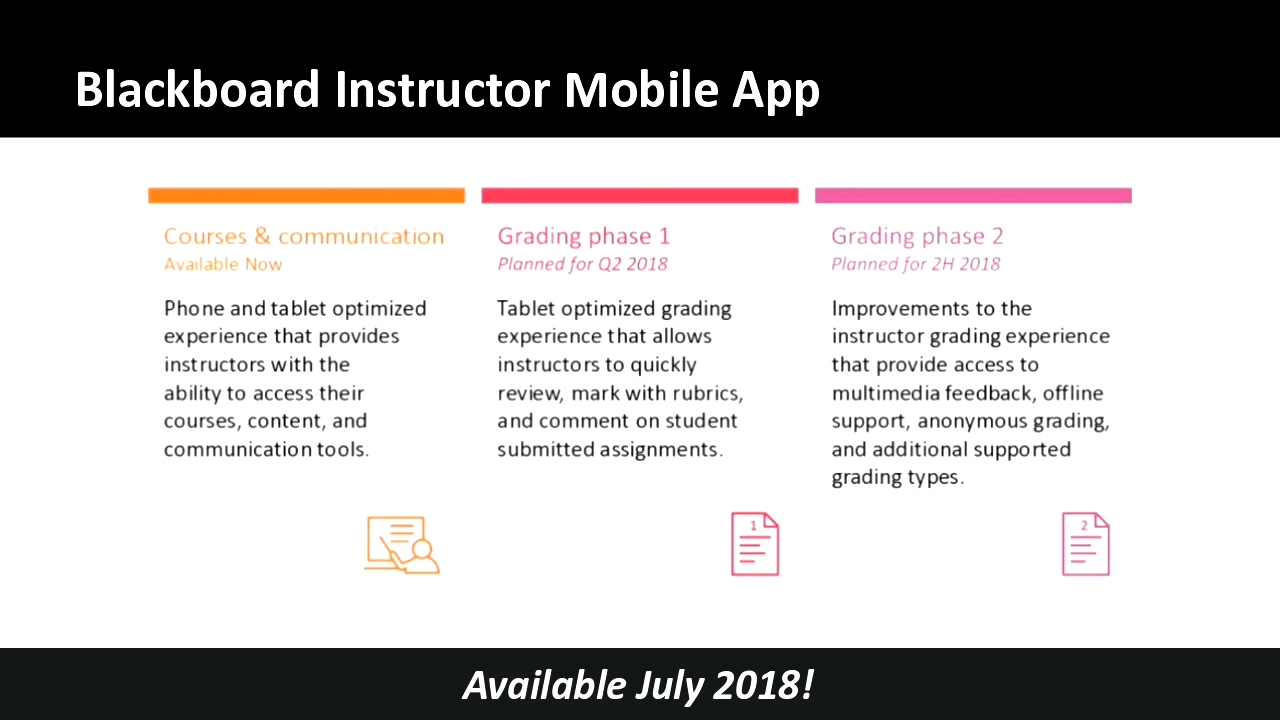 Blackboard Instructor Mobile App
Courses & communication
Available Now
Phone and tablet optimized
experience that provides
instructors with the
ability to access their
courses, content, and
communication tools.
Grading phase 1
Planned for Q2 2018
Tablet optimized grading
experience that allows
instructors to quickly
review, mark with rubrics,
and comment on student
submitted assignments.
1
Grading phase 2
Planned for 2H 2018
Improvements to the
instructor grading experience
that provide access to
multimedia feedback, offline
support, anonymous grading,
and additional supported
grading types.
2
Available July 2018!